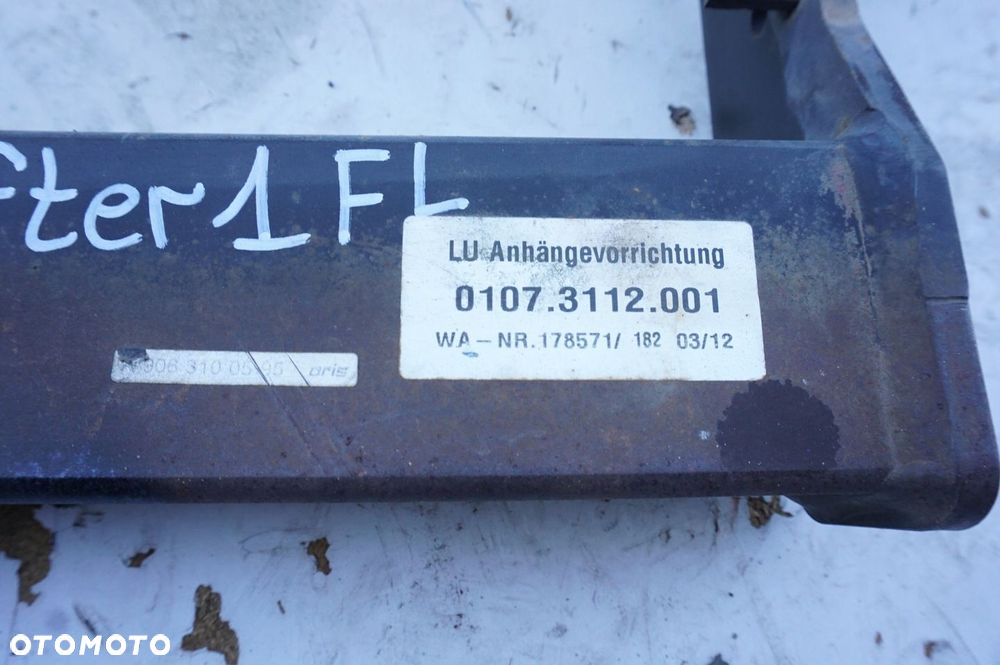 fter1 FL
LU Anhängevorrichtung
0107.3112.001
WA-NR.178571/ 182 03/12
906 310 05 95 oris
OTOMOTO